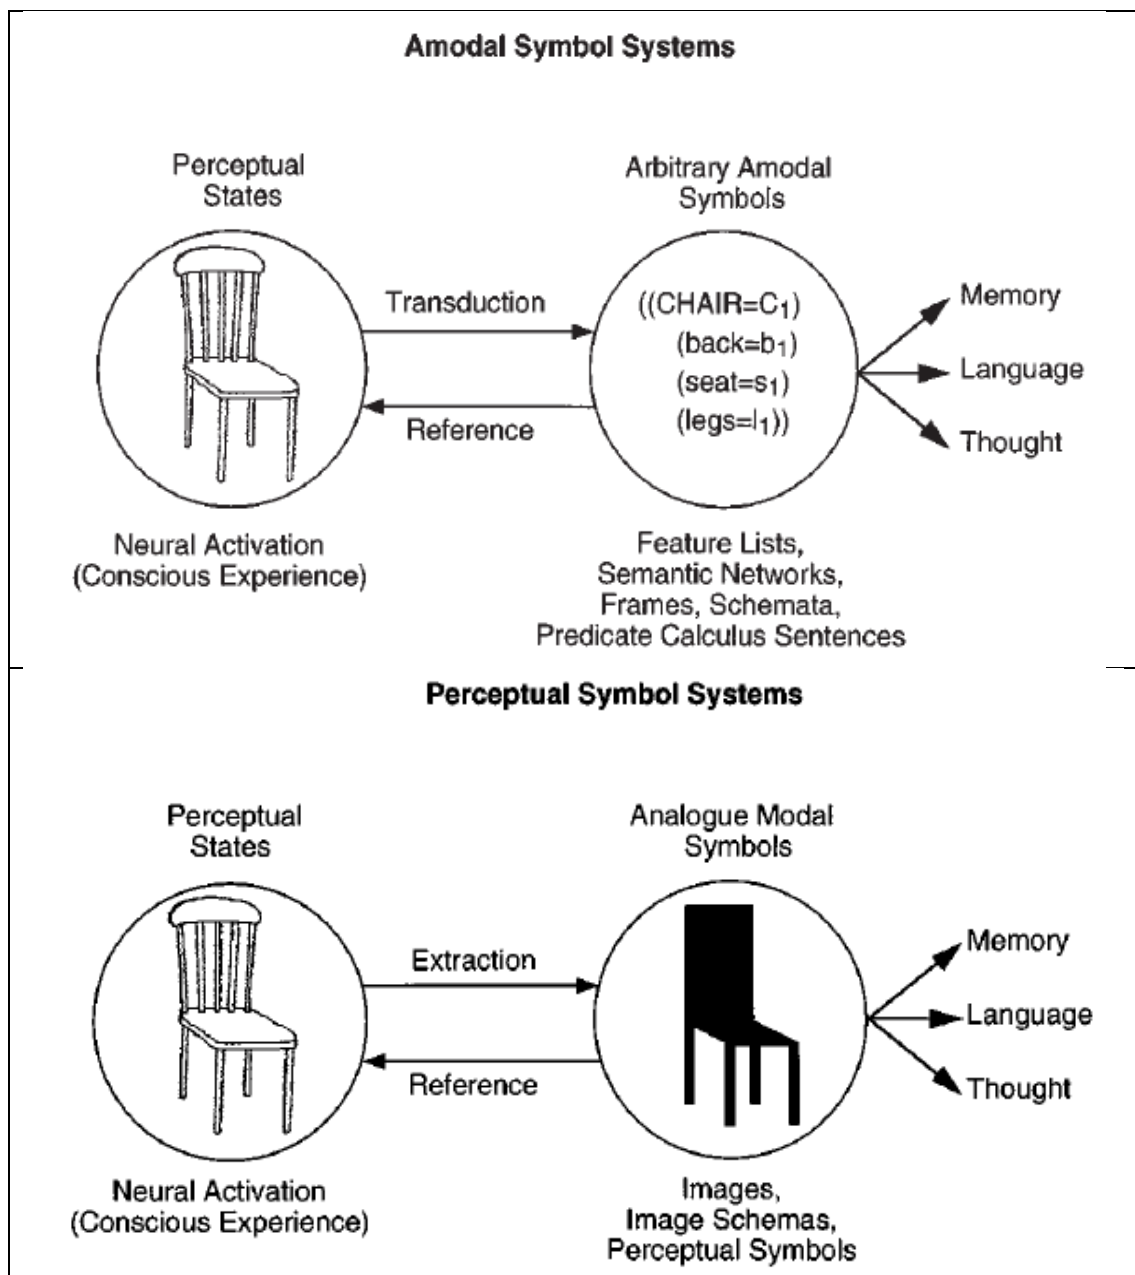 Amodal Symbol Systems
Perceptual
States
Arbitrary Amodal
Symbols
Transduction
Reference
((CHAIR=C₁)
(back=b₁)
(seat=s₁)
(legs=l₁))
Memory
Language
Thought
Neural Activation
(Conscious Experience)
Feature Lists,
Semantic Networks,
Frames, Schemata,
Predicate Calculus Sentences
Perceptual Symbol Systems
Perceptual
States
Analogue Modal
Symbols
Extraction
Reference
Memory
Language
Thought
Neural Activation
(Conscious Experience)
Images,
Image Schemas,
Perceptual Symbols